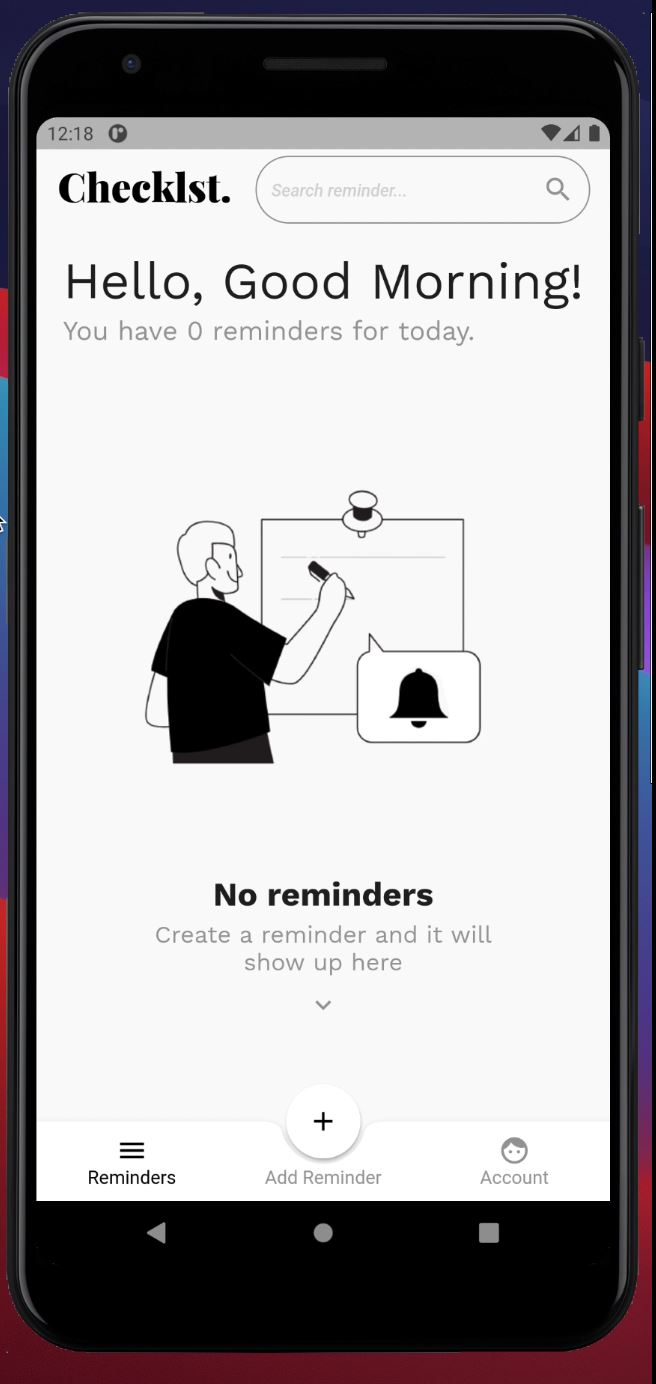 12:18
Checklst.
Search reminder...
Hello, Good Morning!
You have 0 reminders for today.
No reminders
Create a reminder and it will
show up here
Reminders
Add Reminder
Account